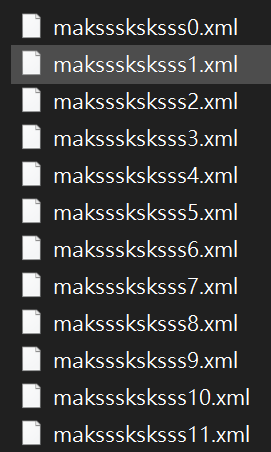 maksssksksss0.xml
maksssksksss1.xml
maksssksksss2.xml
maksssksksss3.xml
maksssksksss4.xml
maksssksksss5.xml
maksssksksss6.xml
maksssksksss7.xml
maksssksksss8.xml
maksssksksss9.xml
maksssksksss10.xml
maksssksksss11.xml